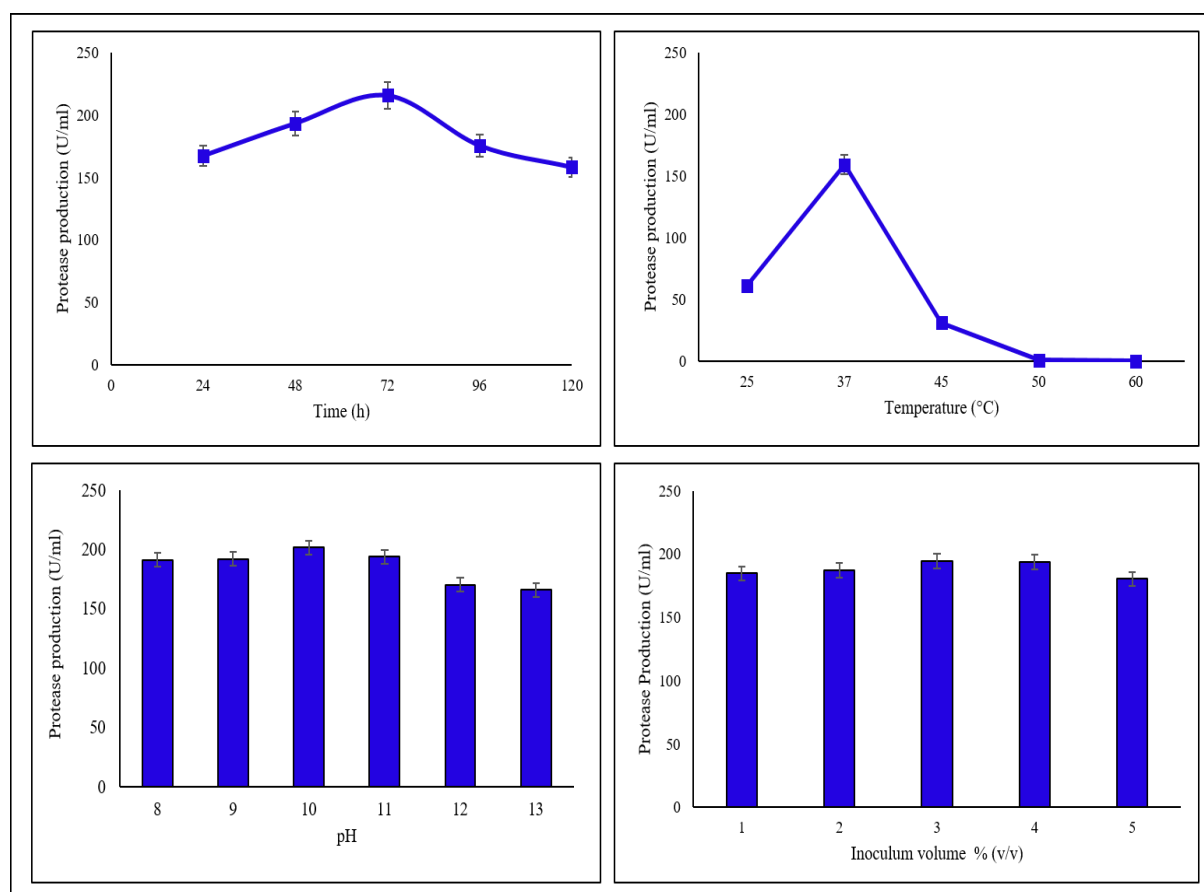 250
200
150
100
50
0
Protease production (U/ml)
0 24 48 72 96 120
Time (h)
250
200
150
100
50
0
Protease production (U/ml)
25 37 45 50 60
Temperature (°C)
250
200
150
100
50
0
Protease production (U/ml)
8 9 10 11 12 13
pH
250
200
150
100
50
0
Protease Production (U/ml)
1 2 3 4 5
Inoculum volume % (v/v)